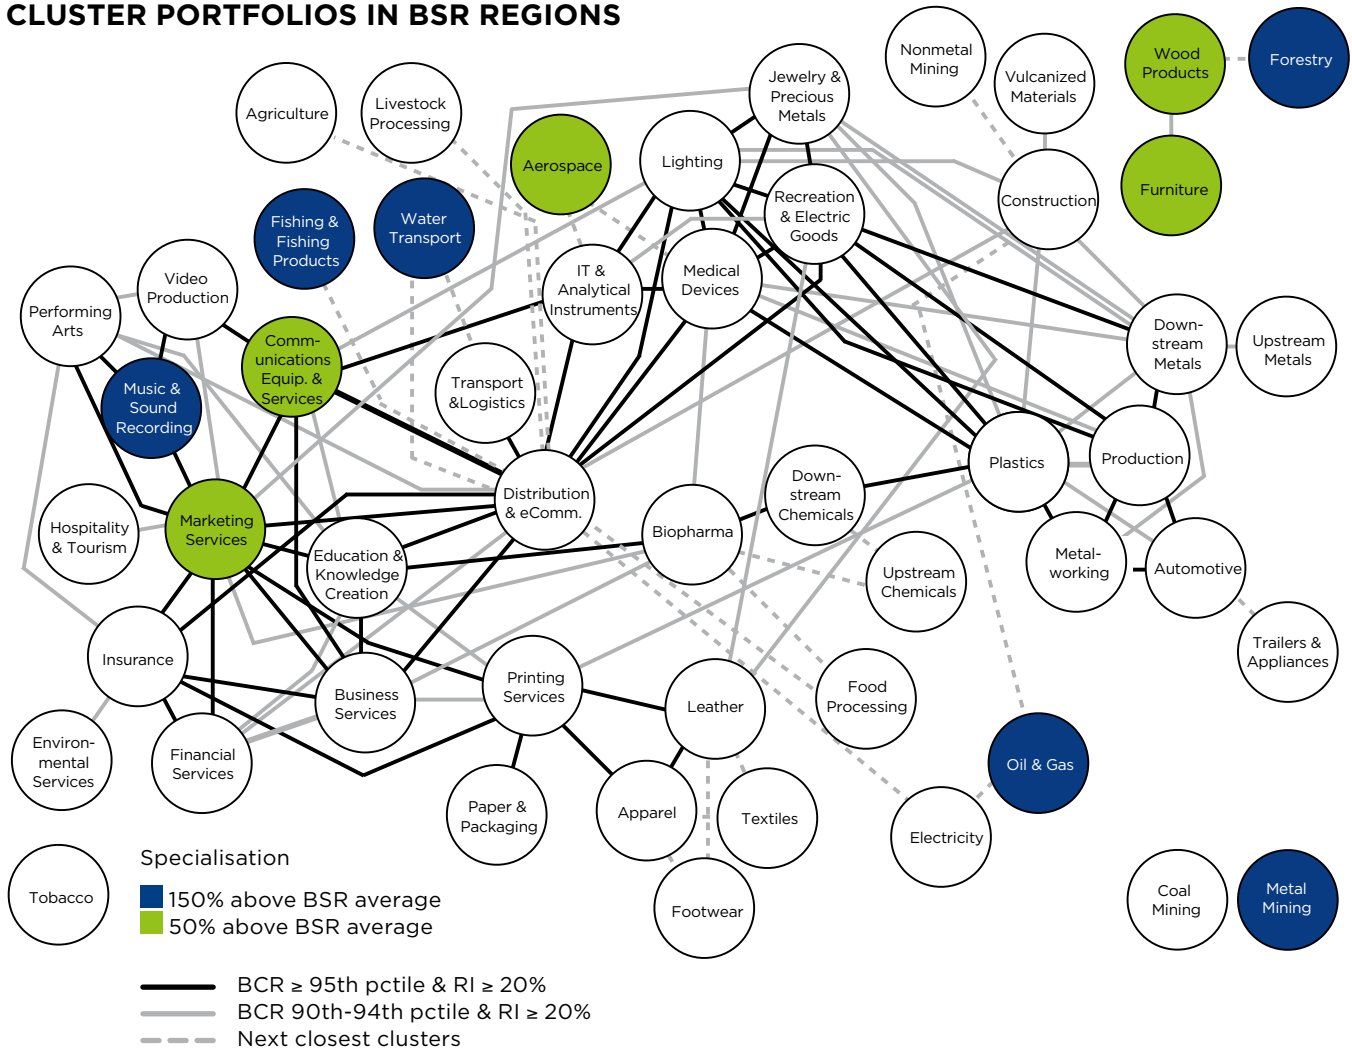 CLUSTER PORTFOLIOS IN BSR REGIONS
Agriculture
Livestock
Processing
Aerospace
Lighting
Jewelry &
Precious
Metals
Nonmetal
Mining
Vulcanized
Materials
Wood
Products
Forestry
Furniture
Construction
Recreation
& Electric
Goods
Fishing &
Fishing
Products
Water
Transport
Video
Production
Performing
Arts
IT &
Analytical
Instruments
Medical
Devices
Comm-
unications
Equip. &
Services
Music &
Sound
Recording
Transport
&Logistics
Down-
stream
Metals
Upstream
Metals
Plastics
Production
Down-
stream
Chemicals
Distribution
& eComm.
Biopharma
Marketing
Services
Hospitality
& Tourism
Education &
Knowledge
Creation
Metal-
working
Automotive
Upstream
Chemicals
Trailers &
Appliances
Insurance
Business
Services
Printing
Services
Leather
Food
Processing
Environ-
mental
Services
Financial
Services
Oil & Gas
Paper &
Packaging
Apparel
Textiles
Electricity
Footwear
Tobacco
Coal
Mining
Metal
Mining
Specialisation
150% above BSR average
50% above BSR average
BCR ≥ 95th pctile & RI ≥ 20%
BCR 90th-94th pctile & RI ≥ 20%
Next closest clusters